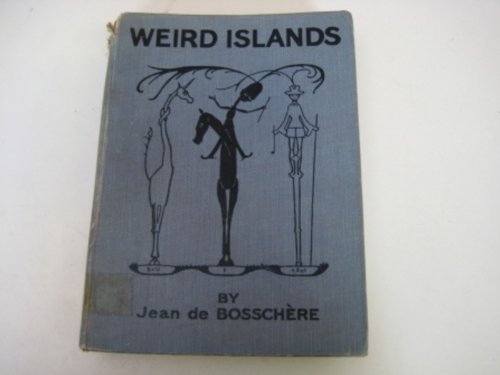 WEIRD ISLANDS
BY
Jean de BOSSCHÈRE